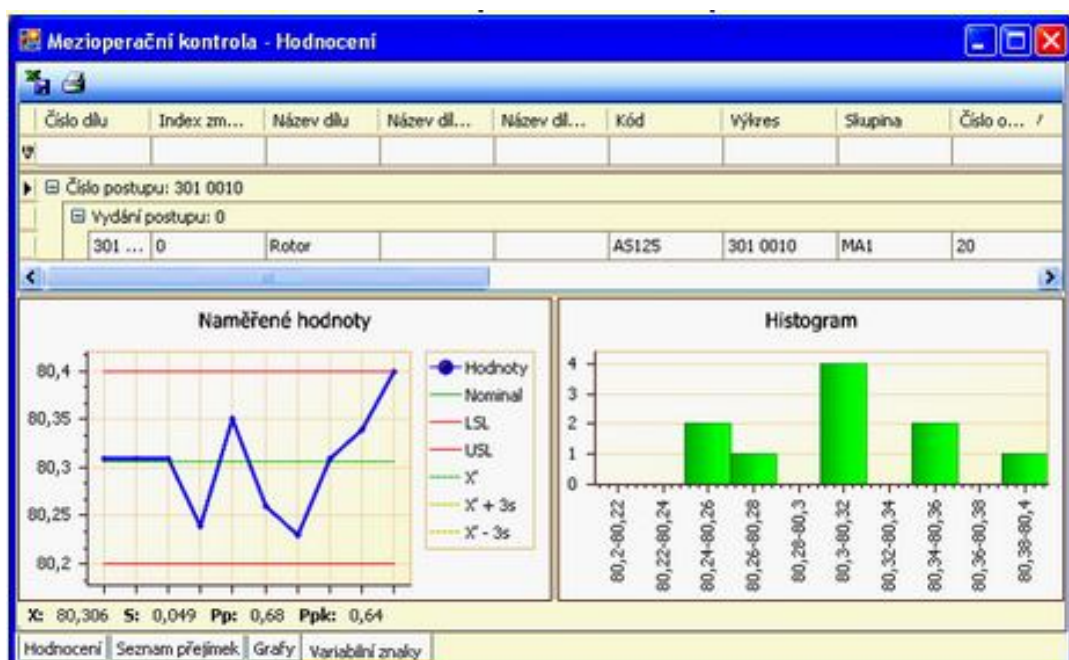 Mezioperační kontrola - Hodnocení
Číslo dílu Index zm... Název dílu Název díl... Název díl... Kód Výkres Skupina Číslo o...
Číslo postupu: 301 0010
Vydání postupu: 0
301 ... 0 Rotor AS125 301 0010 MA1 20
Naměřené hodnoty
80,4
80,35
80,3
80,25
80,2
Hodnoty
Nominal
LSL
USL
X'
X' + 3s
X' - 3s
Histogram
4
3
2
1
0
80,2-80,22
80,22-80,24
80,24-80,26
80,26-80,28
80,28-80,3
80,3-80,32
80,32-80,34
80,34-80,36
80,36-80,38
80,38-80,4
X: 80,306 S: 0,049 Pp: 0,68 Ppk: 0,64
Hodnocení Seznam přejímek Grafy Variabilní znaky